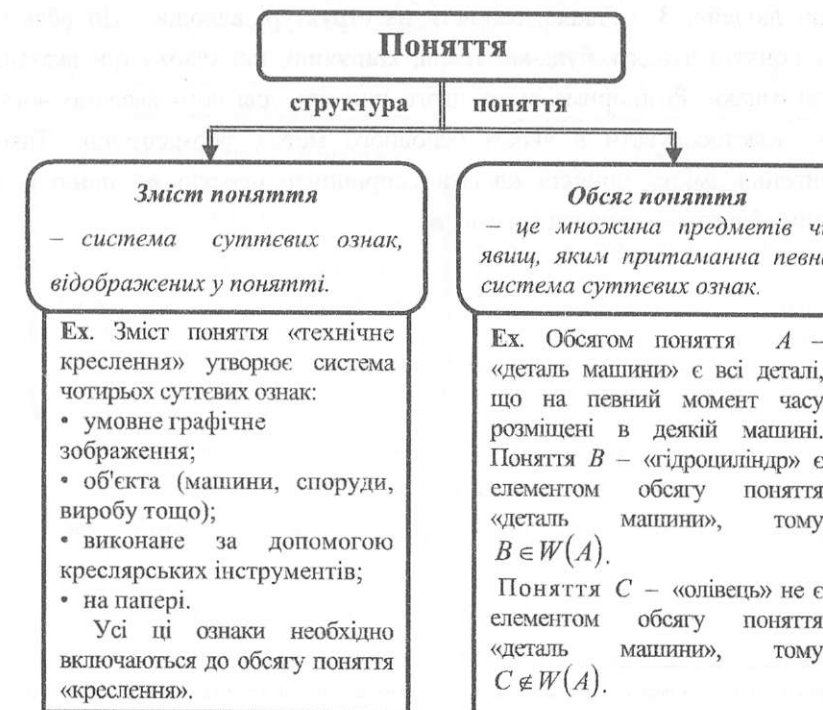 Поняття
структура поняття
Зміст поняття
– система суттєвих ознак,
відображених у понятті.
Ex. Зміст поняття «технічне
креслення» утворює система
чотирьох суттєвих ознак:
• умовне графічне
зображення;
• об'єкта (машини, споруди,
виробу тощо);
• виконане за допомогою
креслярських інструментів;
• на папері.
Усі ці ознаки необхідно
включаються до обсягу поняття
«креслення».
Обсяг поняття
– це множина предметів
явищ, яким притаманна
система суттєвих ознак.
Ex. Обсягом поняття A –
«деталь машини» є всі деталі,
що на певний момент часу
розміщені в деякій машині.
Поняття B – «гідроциліндр» є
елементом обсягу поняття
«деталь машини», тому
B ∈ W(A).
Поняття C – «олівець» не є
елементом обсягу поняття
«деталь машини», тому
C ∉ W(A).